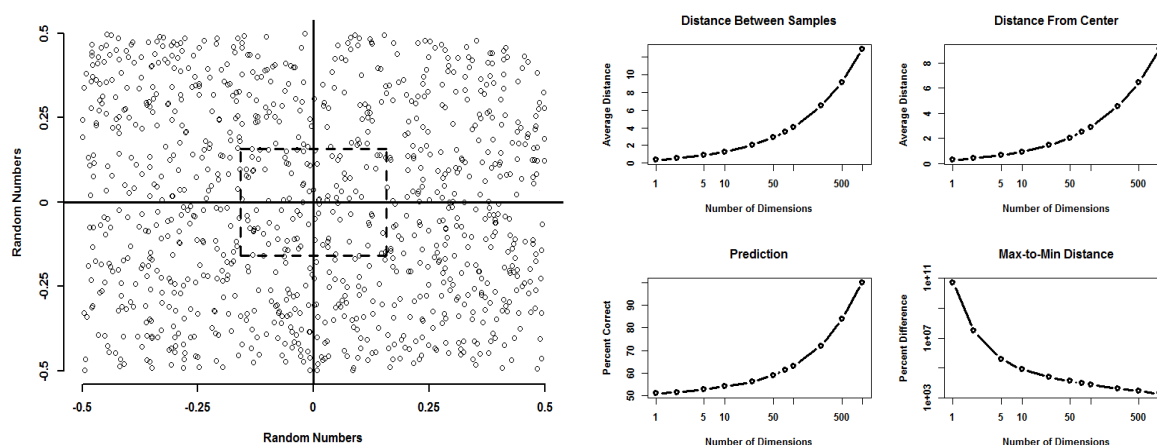 0.5
0.25
0
-0.25
-0.5
Random Numbers
-0.5 -0.25 0 0.25 0.5
Random Numbers
Distance Between Samples
Average Distance
10
8
6
4
2
0
1 5 10 50 500
Number of Dimensions
Distance From Center
Average Distance
8
6
4
2
0
1 5 10 50 500
Number of Dimensions
Prediction
Percent Correct
90
80
70
60
50
1 5 10 50 500
Number of Dimensions
Max-to-Min Distance
Percent Difference
1e+11
1e+07
1e+03
1 5 10 50 500
Number of Dimensions